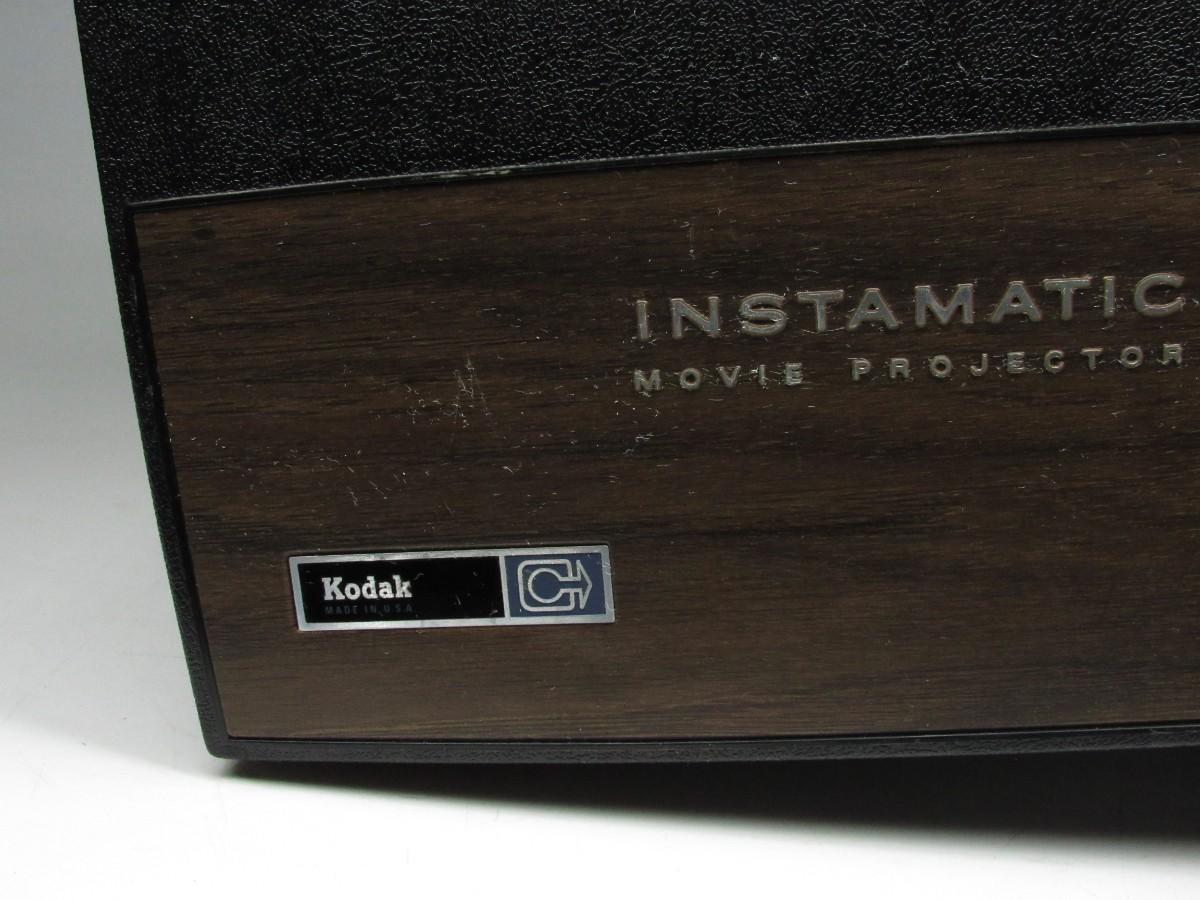 INSTAMATIC
MOVIE PROJECTOR
Kodak
MADE IN U.S.A